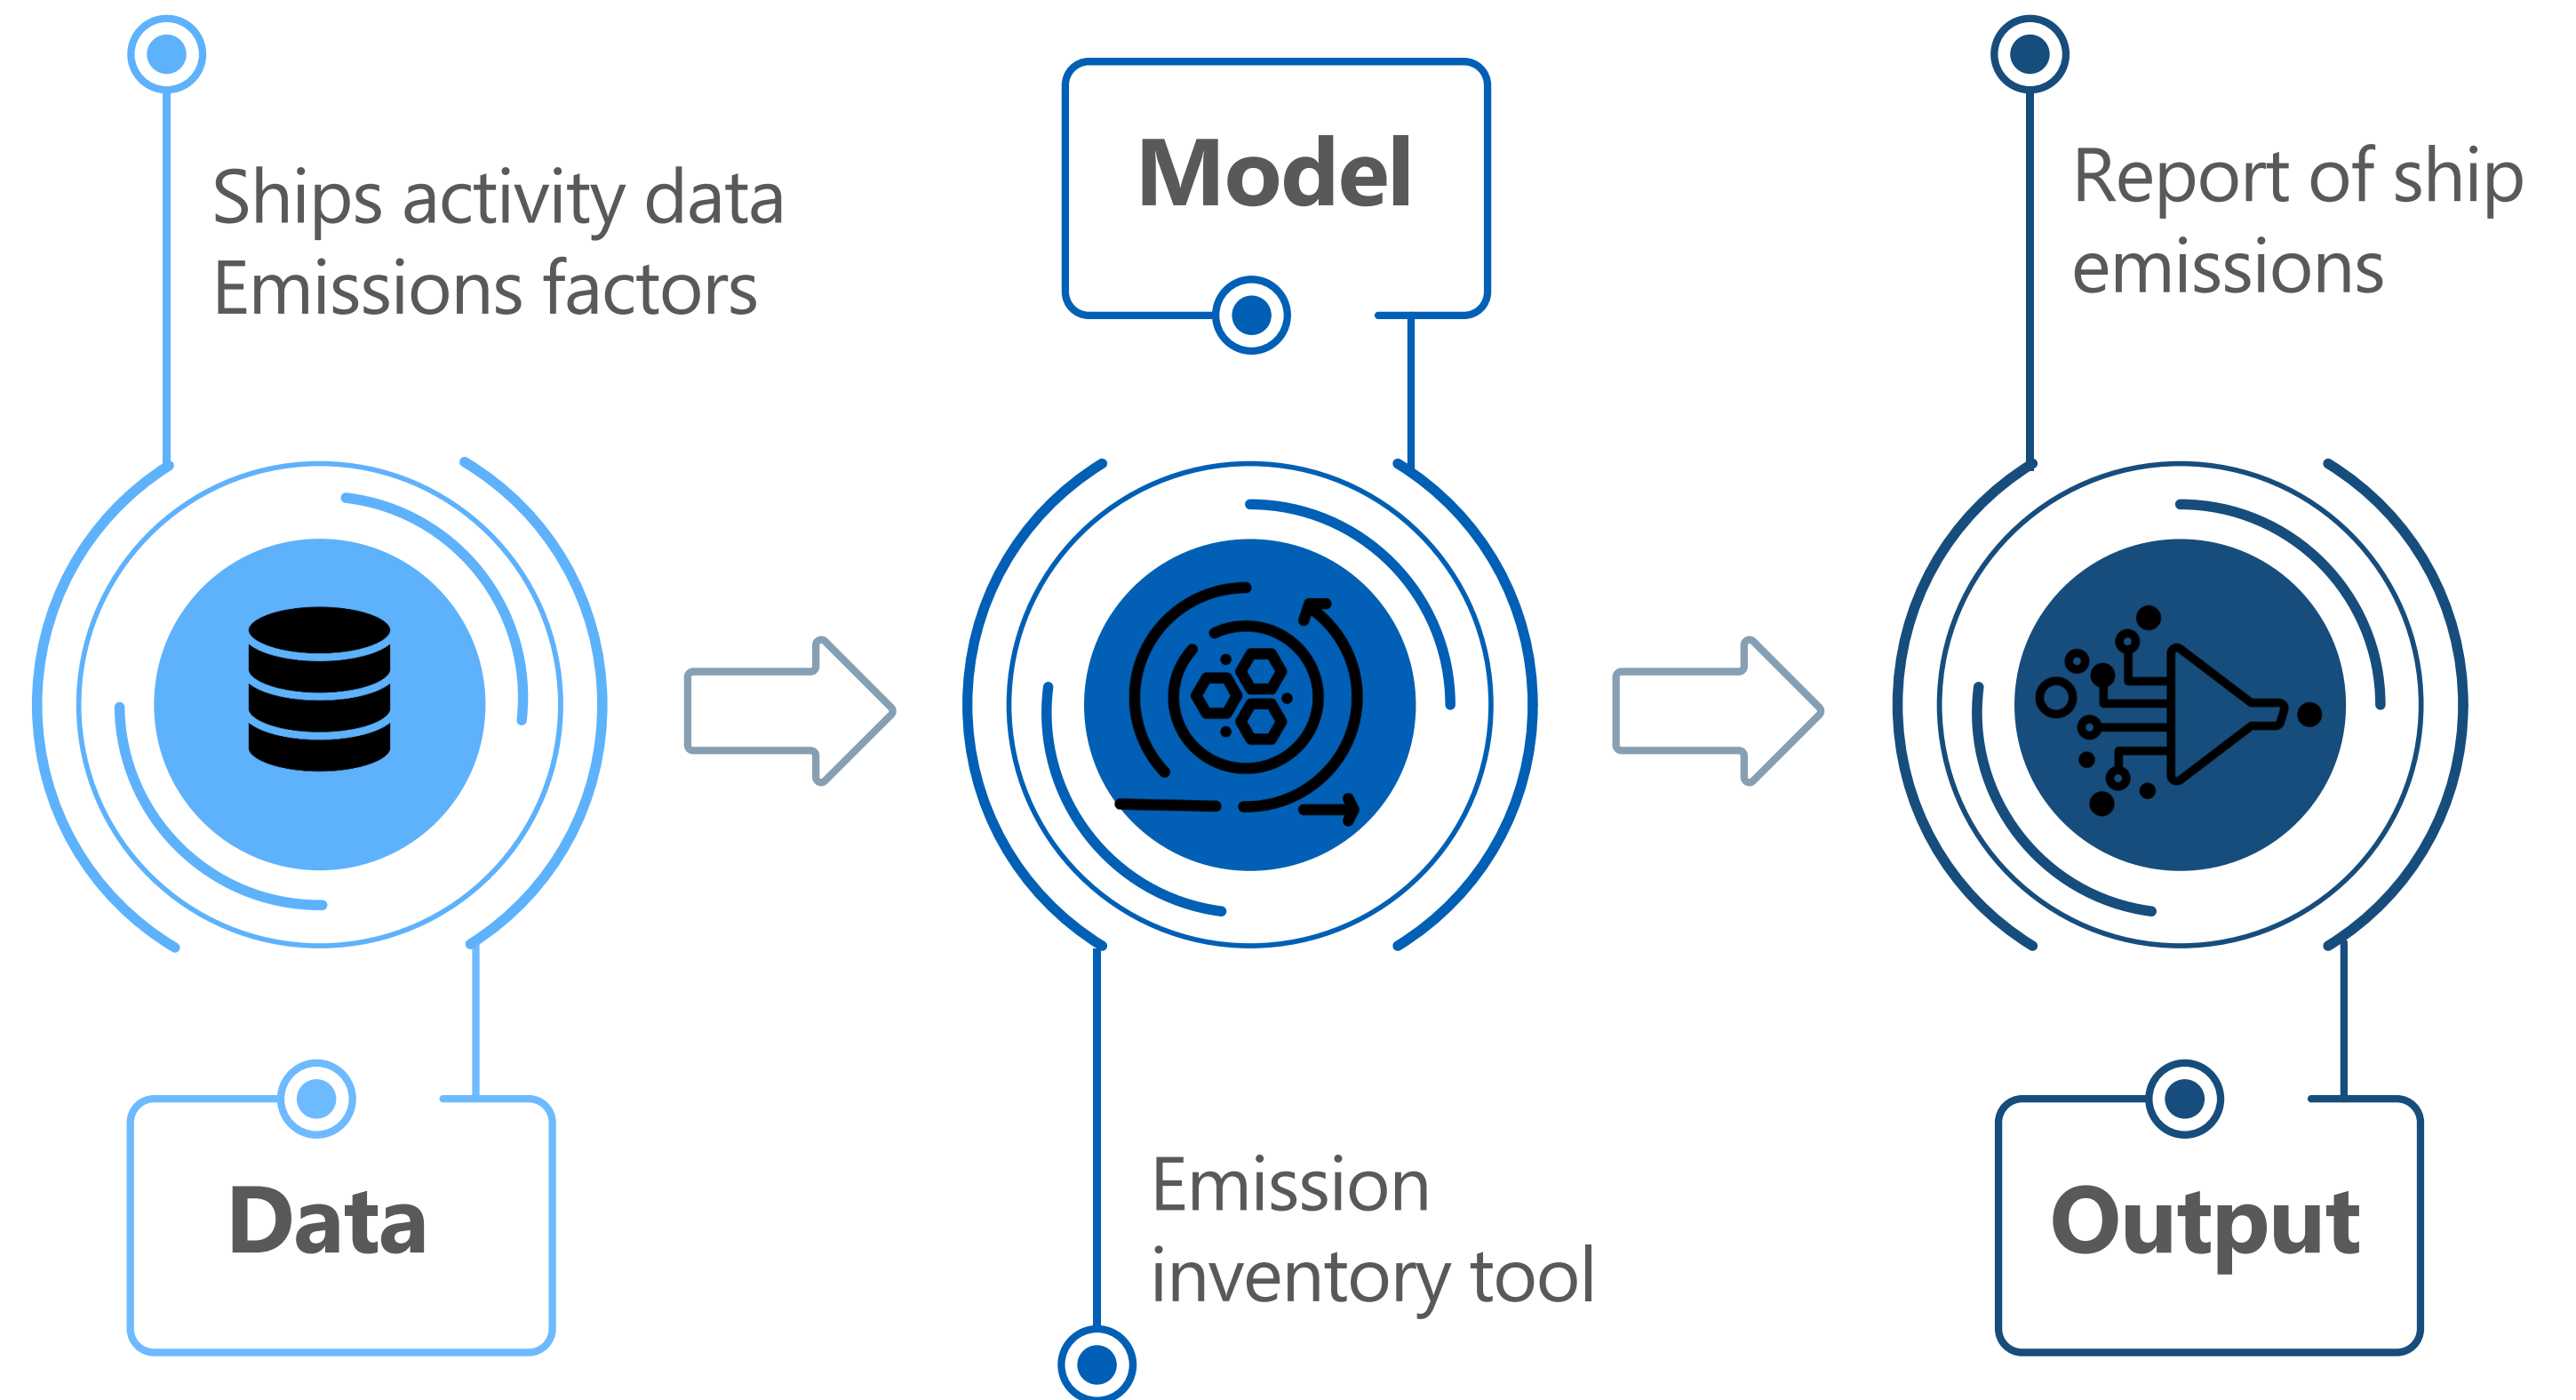 Ships activity data
Emissions factors
Data
Model
Emission
inventory tool
Report of ship
emissions
Output